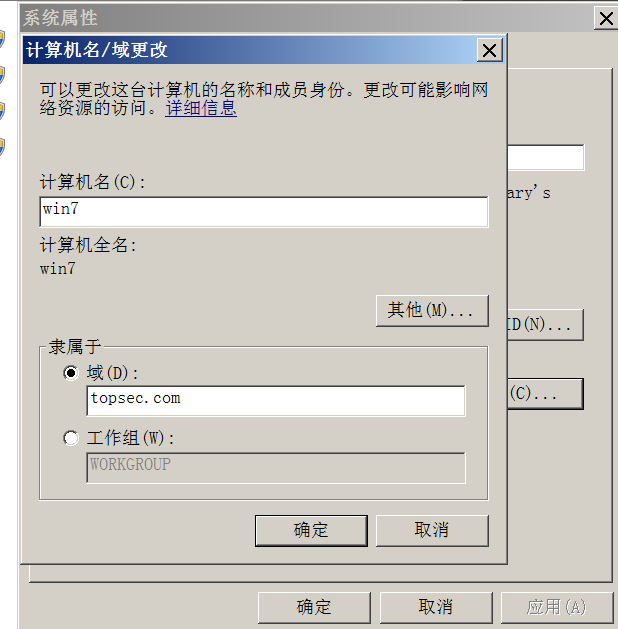 系统属性
计算机名/域更改
可以更改这台计算机的名称和成员身份。更改可能影响网
络资源的访问。详细信息
计算机名(C):
win7
ary's
计算机全名:
win7
其他(M)...
ID(N)...
隶属于
域(D):
(C)...
topsec.com
工作组(W):
WORKGROUP
确定 取消
确定 取消 应用(A)